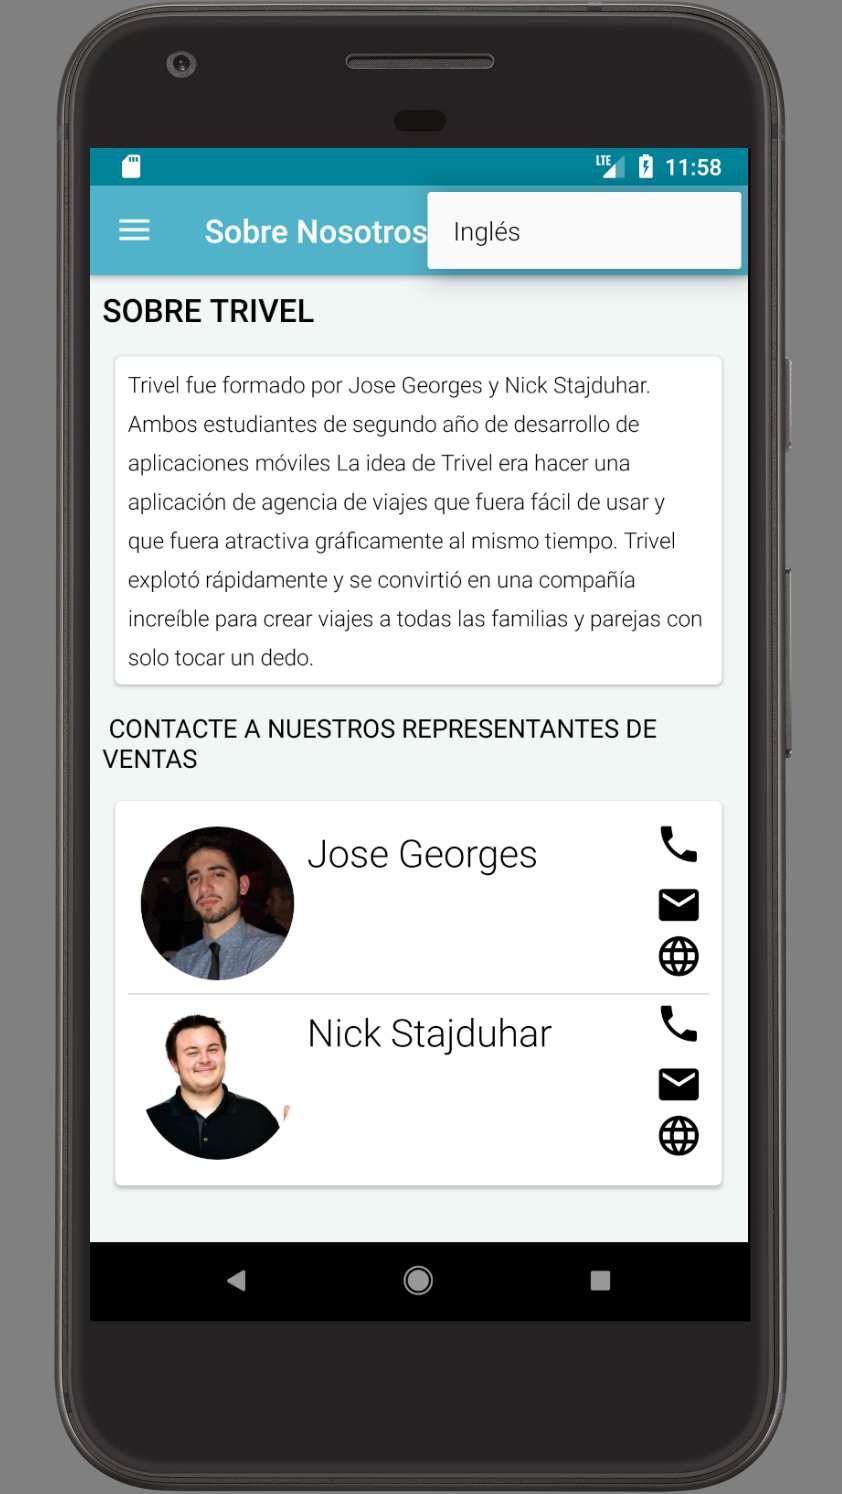 LTE 11:58
Sobre Nosotros
Inglés
SOBRE TRIVEL
Trivel fue formado por Jose Georges y Nick Stajduhar.
Ambos estudiantes de segundo año de desarrollo de
aplicaciones móviles La idea de Trivel era hacer una
aplicación de agencia de viajes que fuera fácil de usar y
que fuera atractiva gráficamente al mismo tiempo. Trivel
explotó rápidamente y se convirtió en una compañía
increíble para crear viajes a todas las familias y parejas con
solo tocar un dedo.
CONTACTE A NUESTROS REPRESENTANTES DE
VENTAS
Jose Georges
Nick Stajduhar